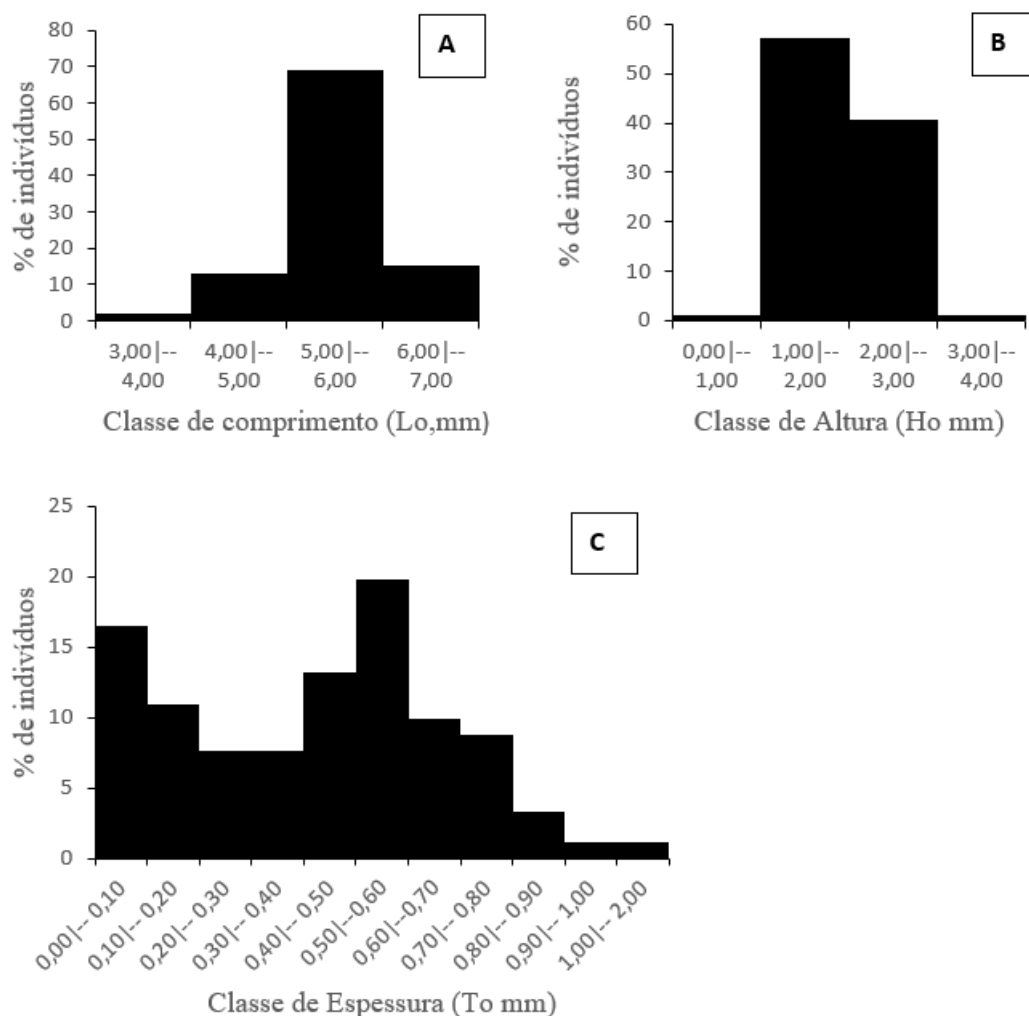 A
% de indivíduos
80
70
60
50
40
30
20
10
0
3,00|-- 4,00|-- 5,00|-- 6,00|--
4,00 5,00 6,00 7,00
Classe de comprimento (Lo,mm)
B
% de indivíduos
60
50
40
30
20
10
0
0,00|-- 1,00|-- 2,00|-- 3,00|--
1,00 2,00 3,00 4,00
Classe de Altura (Ho mm)
C
% de indivíduos
25
20
15
10
5
0
0,00|-- 0,10
0,10|-- 0,20
0,20|-- 0,30
0,30|-- 0,40
0,40|-- 0,50
0,50|--0,60
0,60|--0,70
0,70|-- 0,80
0,80|-- 0,90
0,90|-- 1,00
1,00|-- 2,00
Classe de Espessura (To mm)